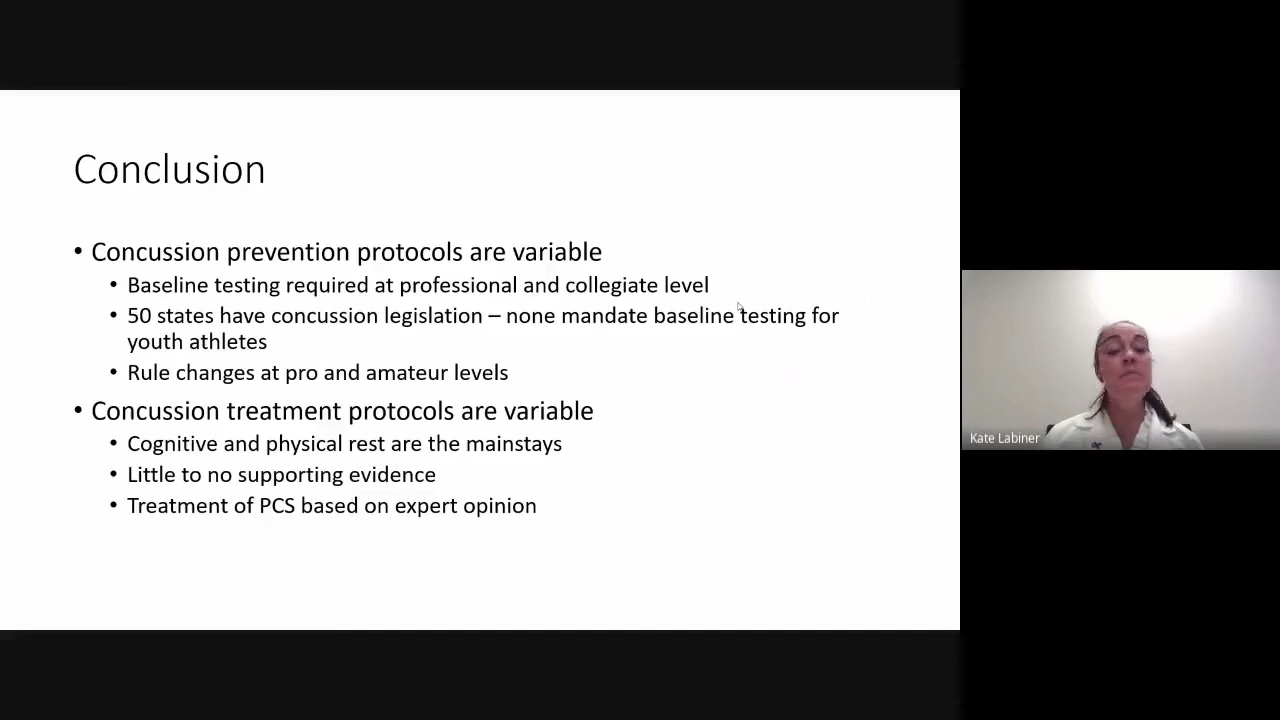 Conclusion
• Concussion prevention protocols are variable
• Baseline testing required at professional and collegiate level
• 50 states have concussion legislation – none mandate baseline testing for
youth athletes
• Rule changes at pro and amateur levels
• Concussion treatment protocols are variable
• Cognitive and physical rest are the mainstays
• Little to no supporting evidence
• Treatment of PCS based on expert opinion
Kate Labiner